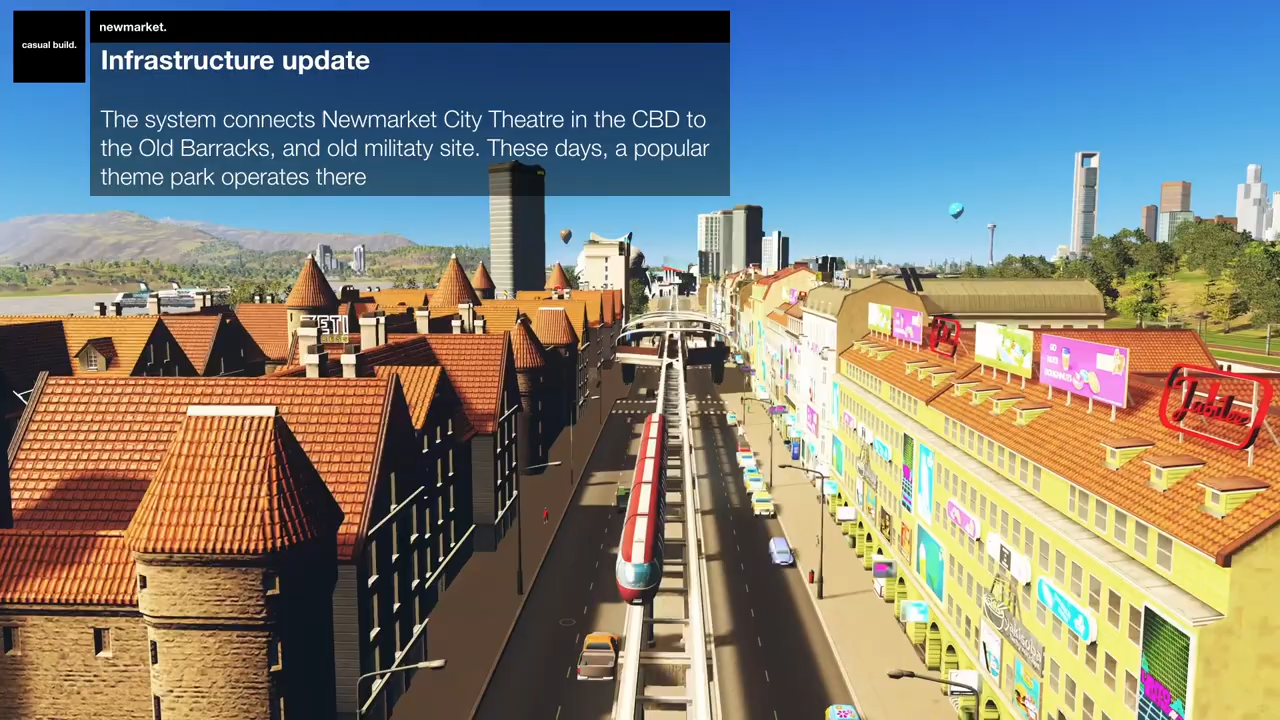 casual build.
newmarket.
Infrastructure update
The system connects Newmarket City Theatre in the CBD to
the Old Barracks, and old militaty site. These days, a popular
theme park operates there